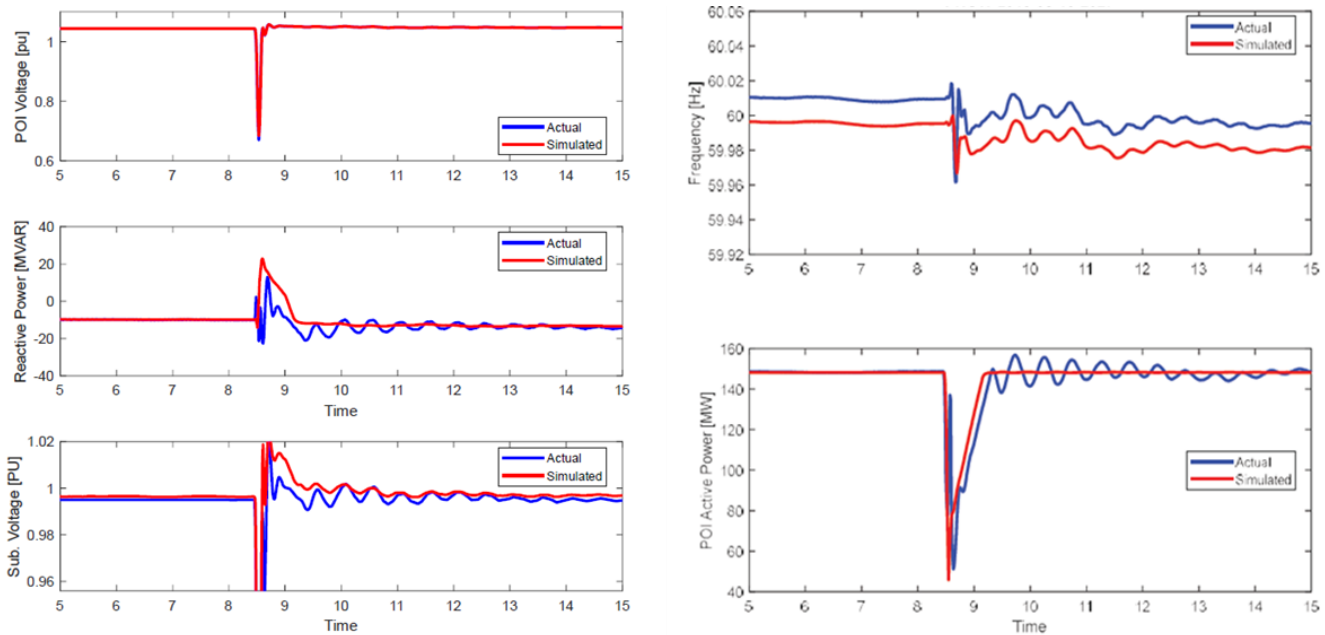 POI Voltage [pu]
1
0.8
0.6
Actual
Simulated
5 6 7 8 9 10 11 12 13 14 15
Reactive Power [MVAR]
40
20
0
-20
-40
Actual
Simulated
5 6 7 8 9 10 11 12 13 14 15
Time
Sub. Voltage [PU]
1.02
1
0.98
0.96
Actual
Simulated
5 6 7 8 9 10 11 12 13 14 15
Time
Frequency [Hz]
60.06
60.04
60.02
60
59.98
59.96
59.94
59.92
Actual
Simulated
5 6 7 8 9 10 11 12 13 14 15
POI Active Power [MW]
160
140
120
100
80
60
40
Actual
Simulated
5 6 7 8 9 10 11 12 13 14 15
Time